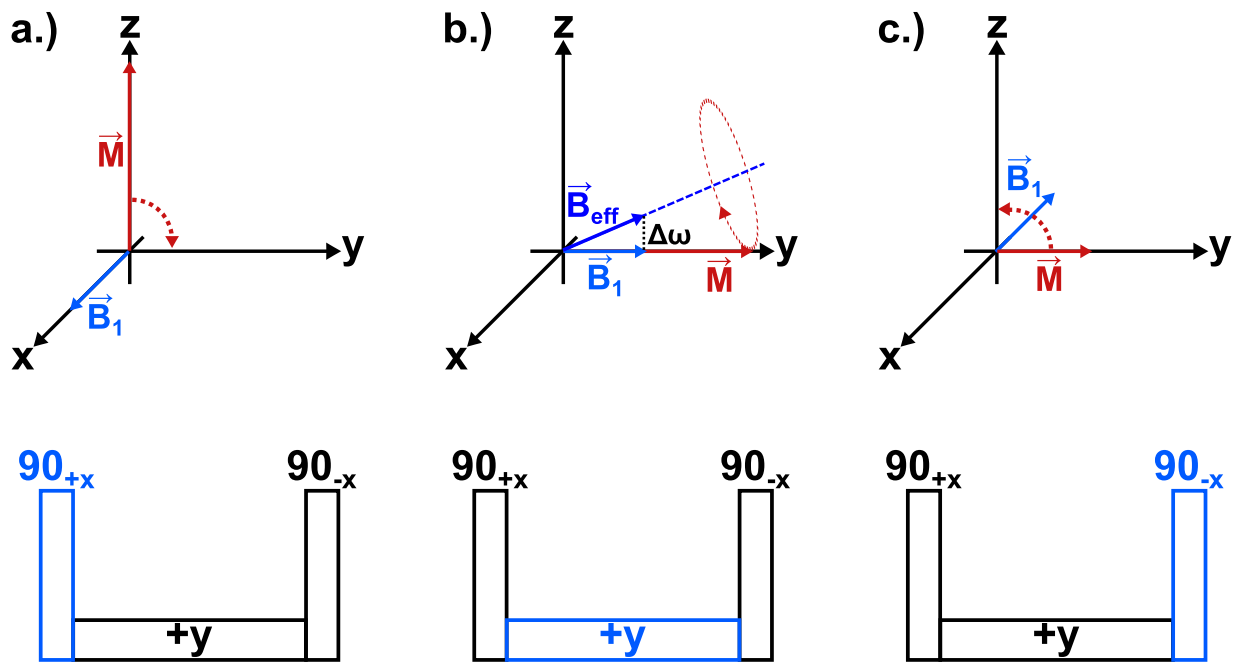 a.)
z
M
y
B1
x
90+x
90-x
+y
b.)
z
Beff
Δω
y
B1
M
x
90+x
90-x
+y
c.)
z
B1
y
M
x
90+x
90-x
+y